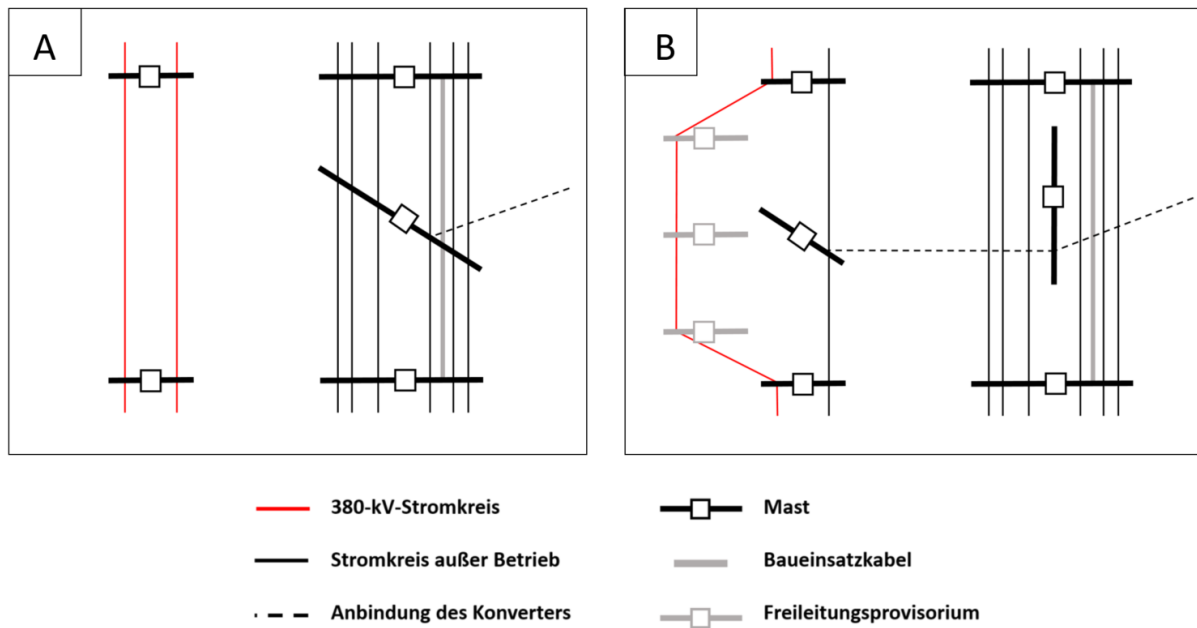 A
B
380-kV-Stromkreis
Mast
Stromkreis außer Betrieb
Baueinsatzkabel
Anbindung des Konverters
Freileitungsprovisorium